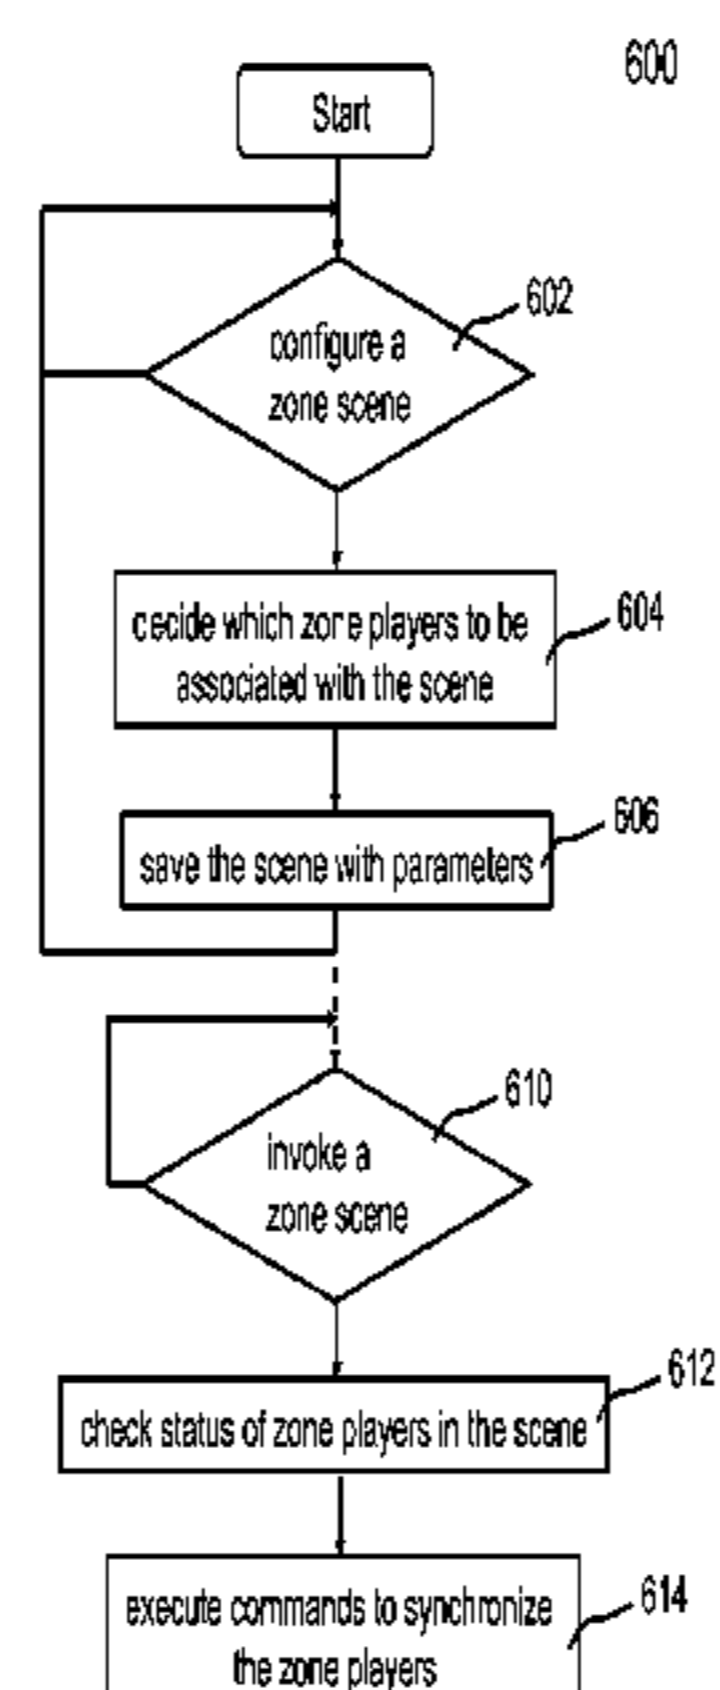 600
Start
602
configure a
zone scene
decide which zone players to be
associated with the scene
604
606
save the scene with parameters
610
invoke a
zone scene
612
check status of zone players in the scene
614
execute commands to synchronize
the zone players